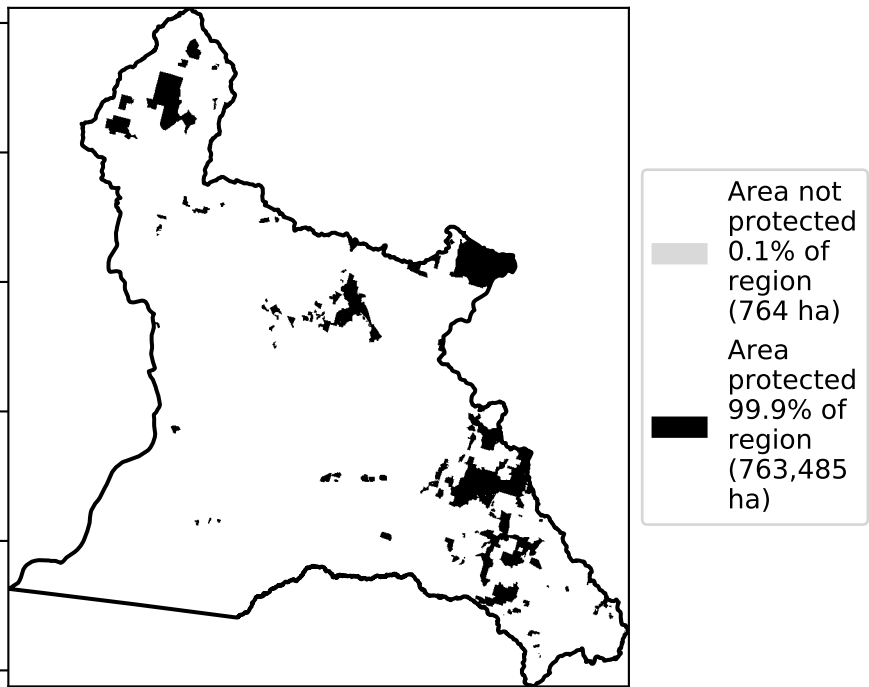 Area not
protected
0.1% of
region
(764 ha)
Area
protected
99.9% of
region
(763,485
ha)